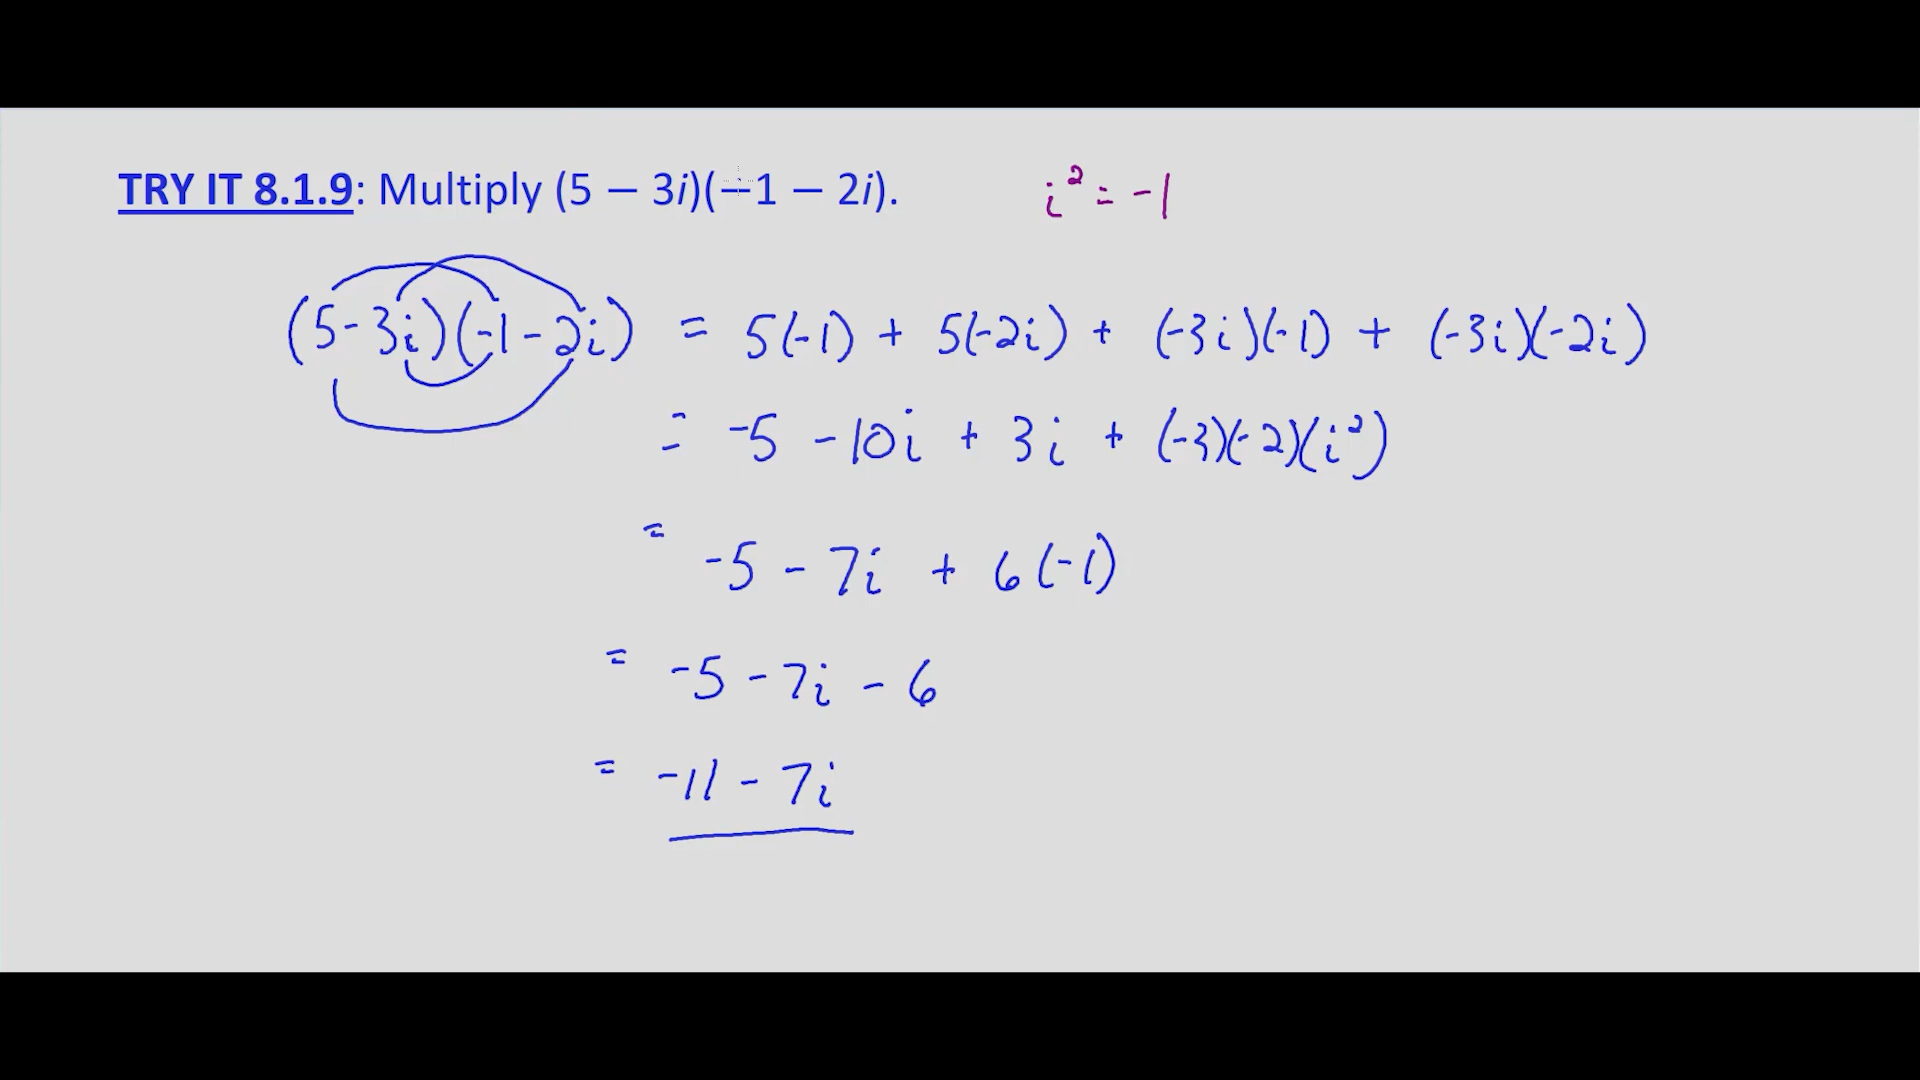 TRY IT 8.1.9: Multiply (5 − 3i)(−1 − 2i). i² = -1
(5-3i)(-1-2i) = 5(-1) + 5(-2i) + (-3i)(-1) + (-3i)(-2i)
= -5 - 10i + 3i + (-3)(-2)(i²)
= -5 - 7i + 6(-1)
= -5 - 7i - 6
= -11 - 7i